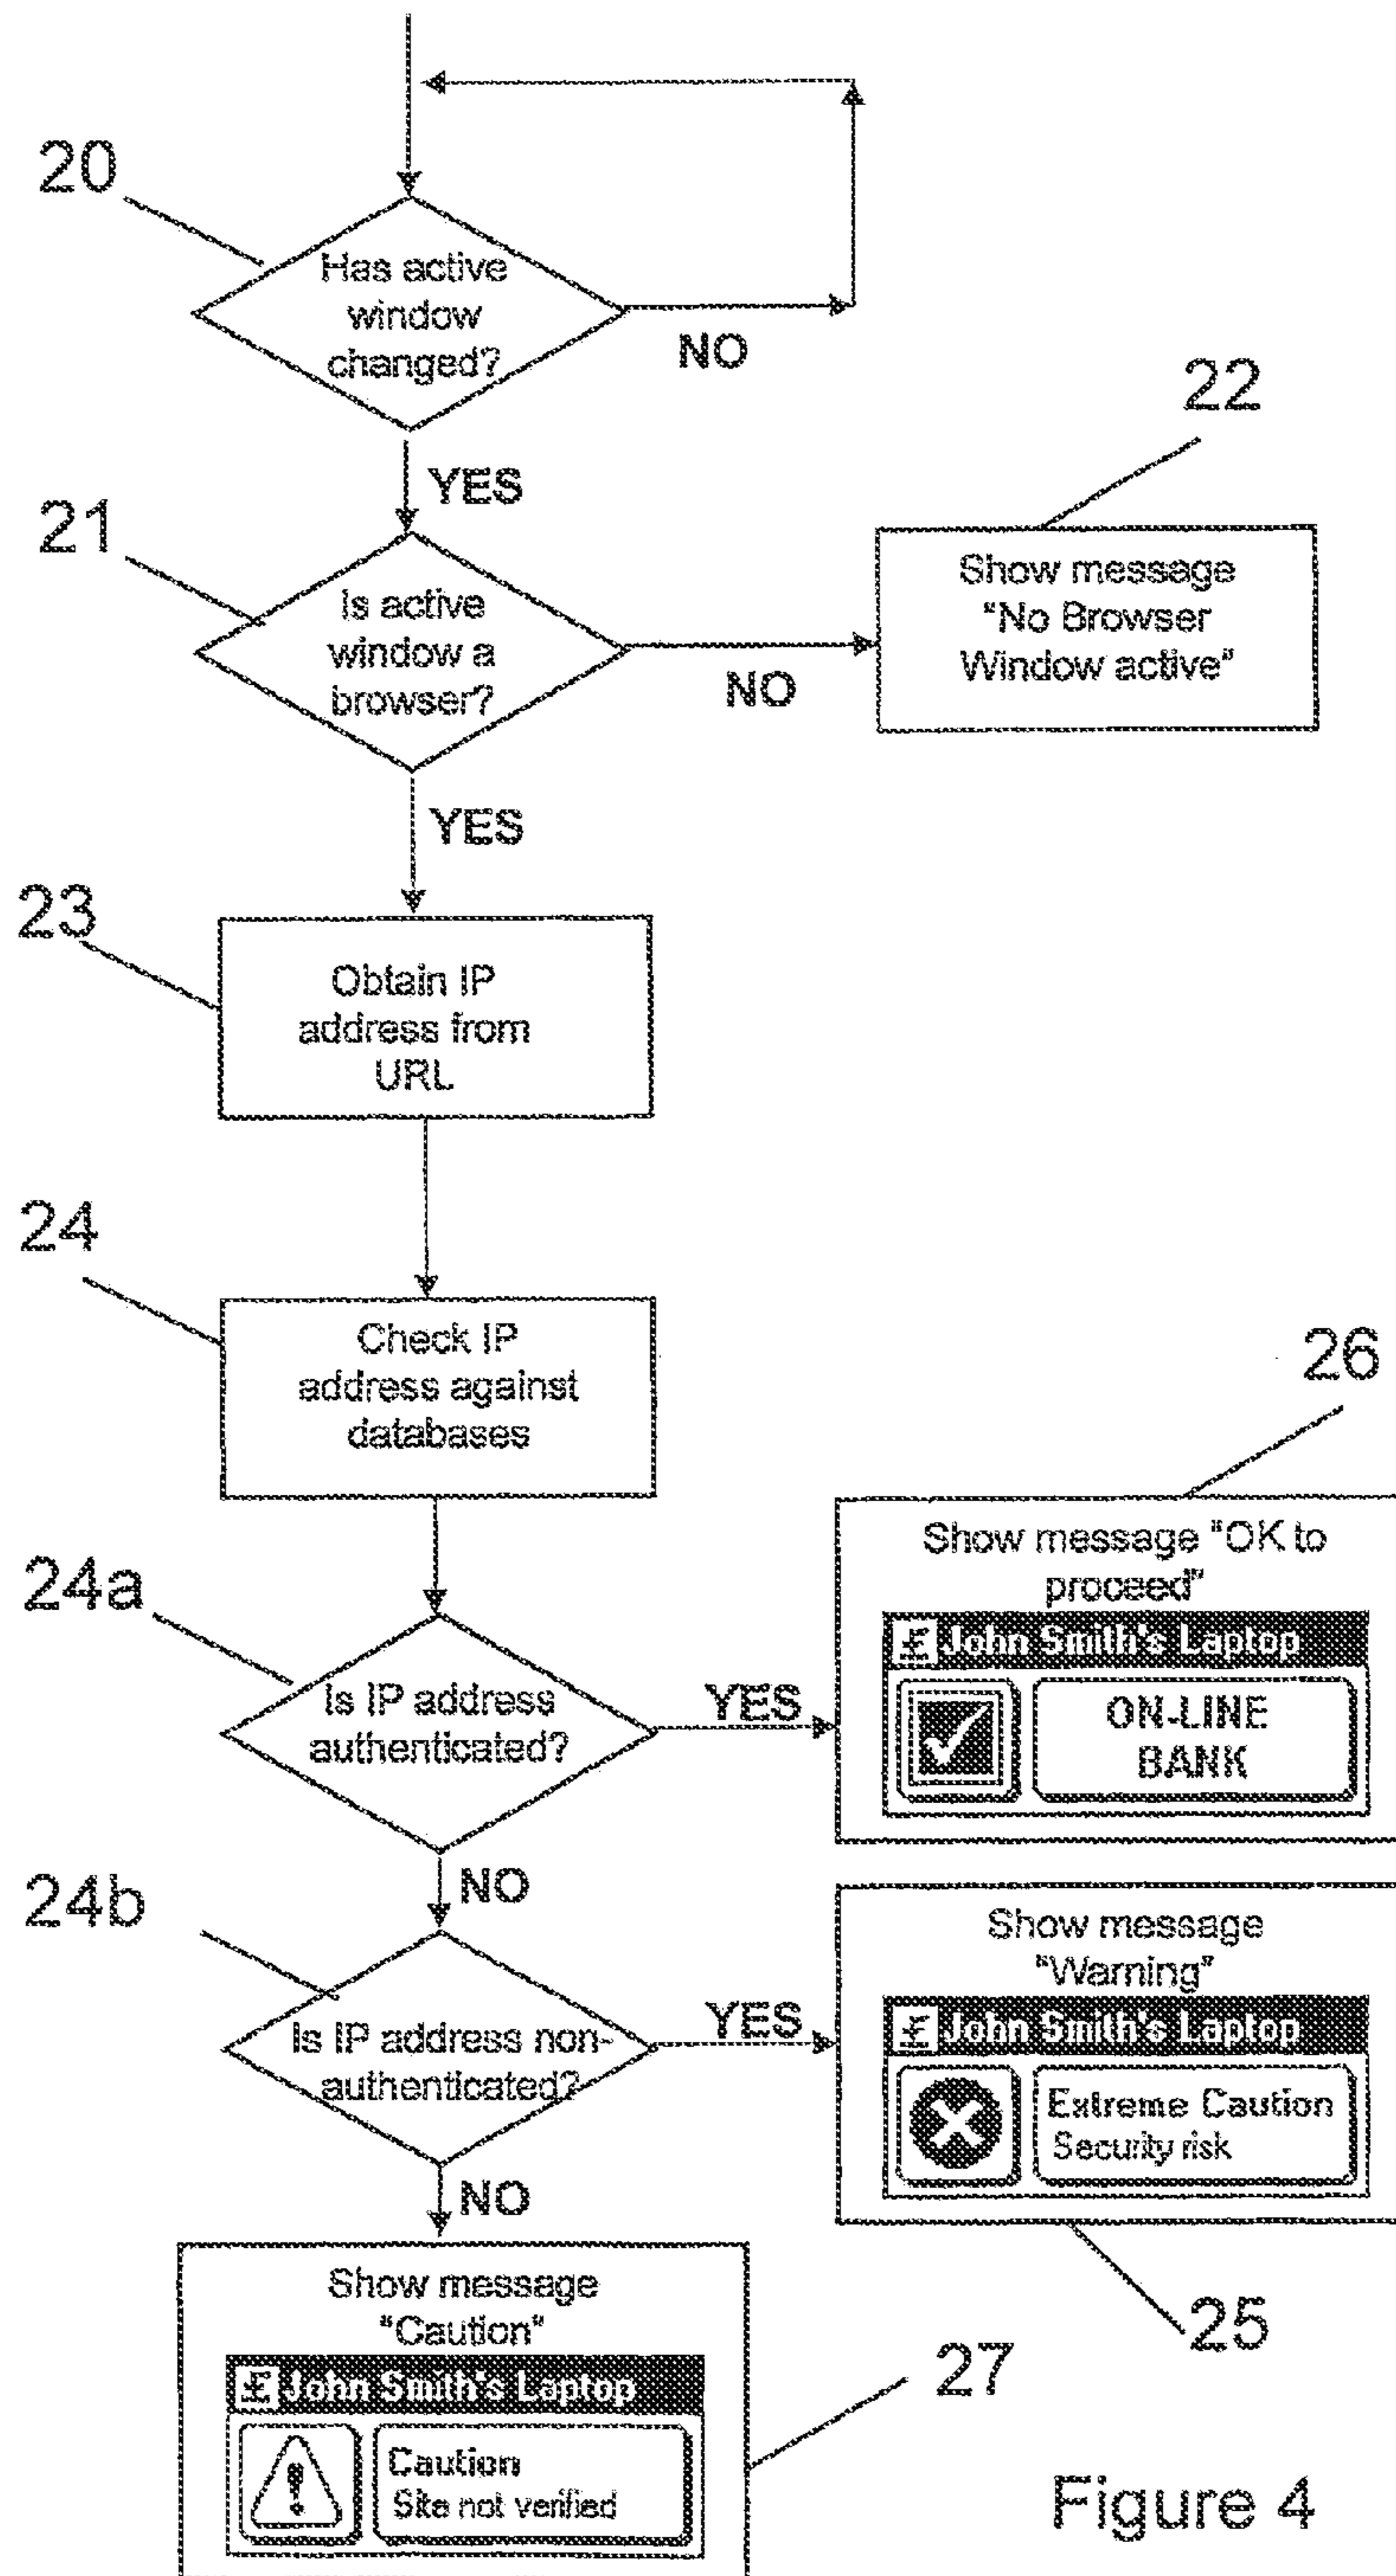 20
Has active
window
changed?
NO
YES
22
21
Is active
window a
browser?
NO
Show message
"No Browser
Window active"
YES
23
Obtain IP
address from
URL
24
Check IP
address against
databases
26
24a
Is IP address
authenticated?
YES
Show message "OK to
proceed"
John Smith's Laptop
ON-LINE
BANK
NO
24b
Is IP address non-
authenticated?
YES
Show message
"Warning"
John Smith's Laptop
Extreme Caution
Security risk
25
NO
Show message
"Caution"
John Smith's Laptop
Caution
Site not verified
27
Figure 4